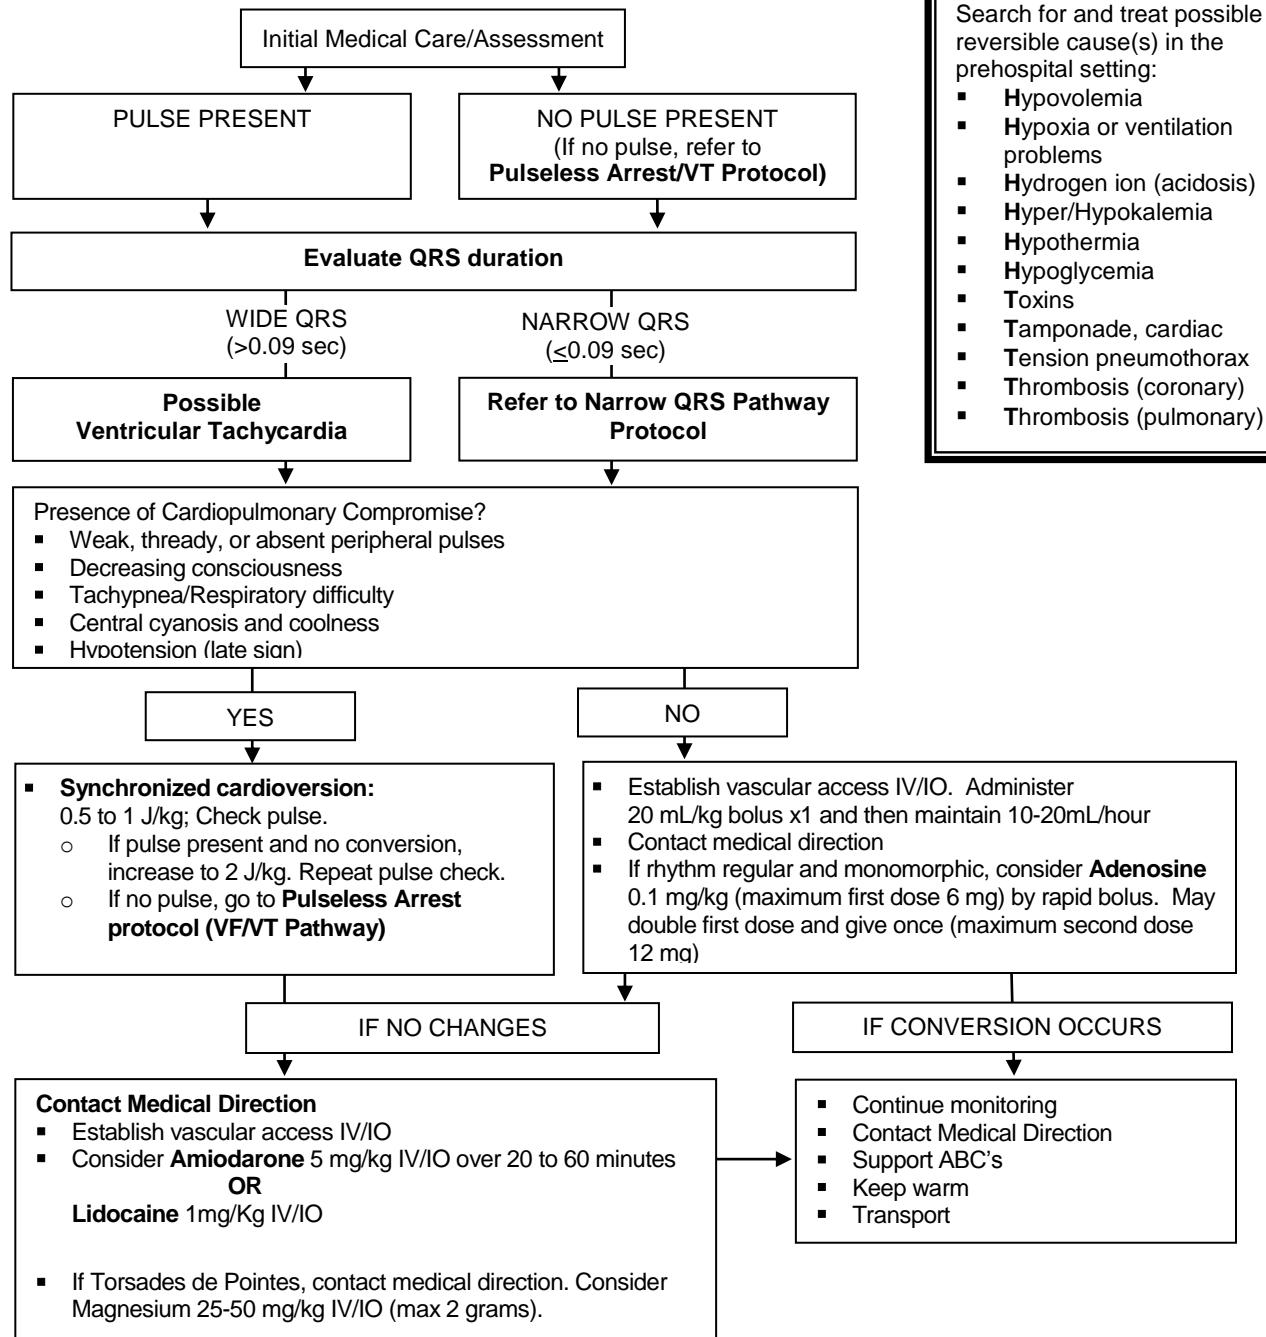 Initial Medical Care/Assessment
PULSE PRESENT
NO PULSE PRESENT
(If no pulse, refer to
Pulseless Arrest/VT Protocol)
Evaluate QRS duration
WIDE QRS
(>0.09 sec)
NARROW QRS
(≤0.09 sec)
Possible
Ventricular Tachycardia
Refer to Narrow QRS Pathway
Protocol
Presence of Cardiopulmonary Compromise?
▪ Weak, thready, or absent peripheral pulses
▪ Decreasing consciousness
▪ Tachypnea/Respiratory difficulty
▪ Central cyanosis and coolness
▪ Hypotension (late sign)
YES
NO
▪ Synchronized cardioversion:
0.5 to 1 J/kg; Check pulse.
o If pulse present and no conversion,
increase to 2 J/kg. Repeat pulse check.
o If no pulse, go to Pulseless Arrest
protocol (VF/VT Pathway)
▪ Establish vascular access IV/IO. Administer
20 mL/kg bolus x1 and then maintain 10-20mL/hour
▪ Contact medical direction
▪ If rhythm regular and monomorphic, consider Adenosine
0.1 mg/kg (maximum first dose 6 mg) by rapid bolus. May
double first dose and give once (maximum second dose
12 mg)
IF NO CHANGES
IF CONVERSION OCCURS
Contact Medical Direction
▪ Establish vascular access IV/IO
▪ Consider Amiodarone 5 mg/kg IV/IO over 20 to 60 minutes
OR
Lidocaine 1mg/Kg IV/IO
▪ If Torsades de Pointes, contact medical direction. Consider
Magnesium 25-50 mg/kg IV/IO (max 2 grams).
▪ Continue monitoring
▪ Contact Medical Direction
▪ Support ABC's
▪ Keep warm
▪ Transport
Search for and treat possible
reversible cause(s) in the
prehospital setting:
▪ Hypovolemia
▪ Hypoxia or ventilation
problems
▪ Hydrogen ion (acidosis)
▪ Hyper/Hypokalemia
▪ Hypothermia
▪ Hypoglycemia
▪ Toxins
▪ Tamponade, cardiac
▪ Tension pneumothorax
▪ Thrombosis (coronary)
▪ Thrombosis (pulmonary)